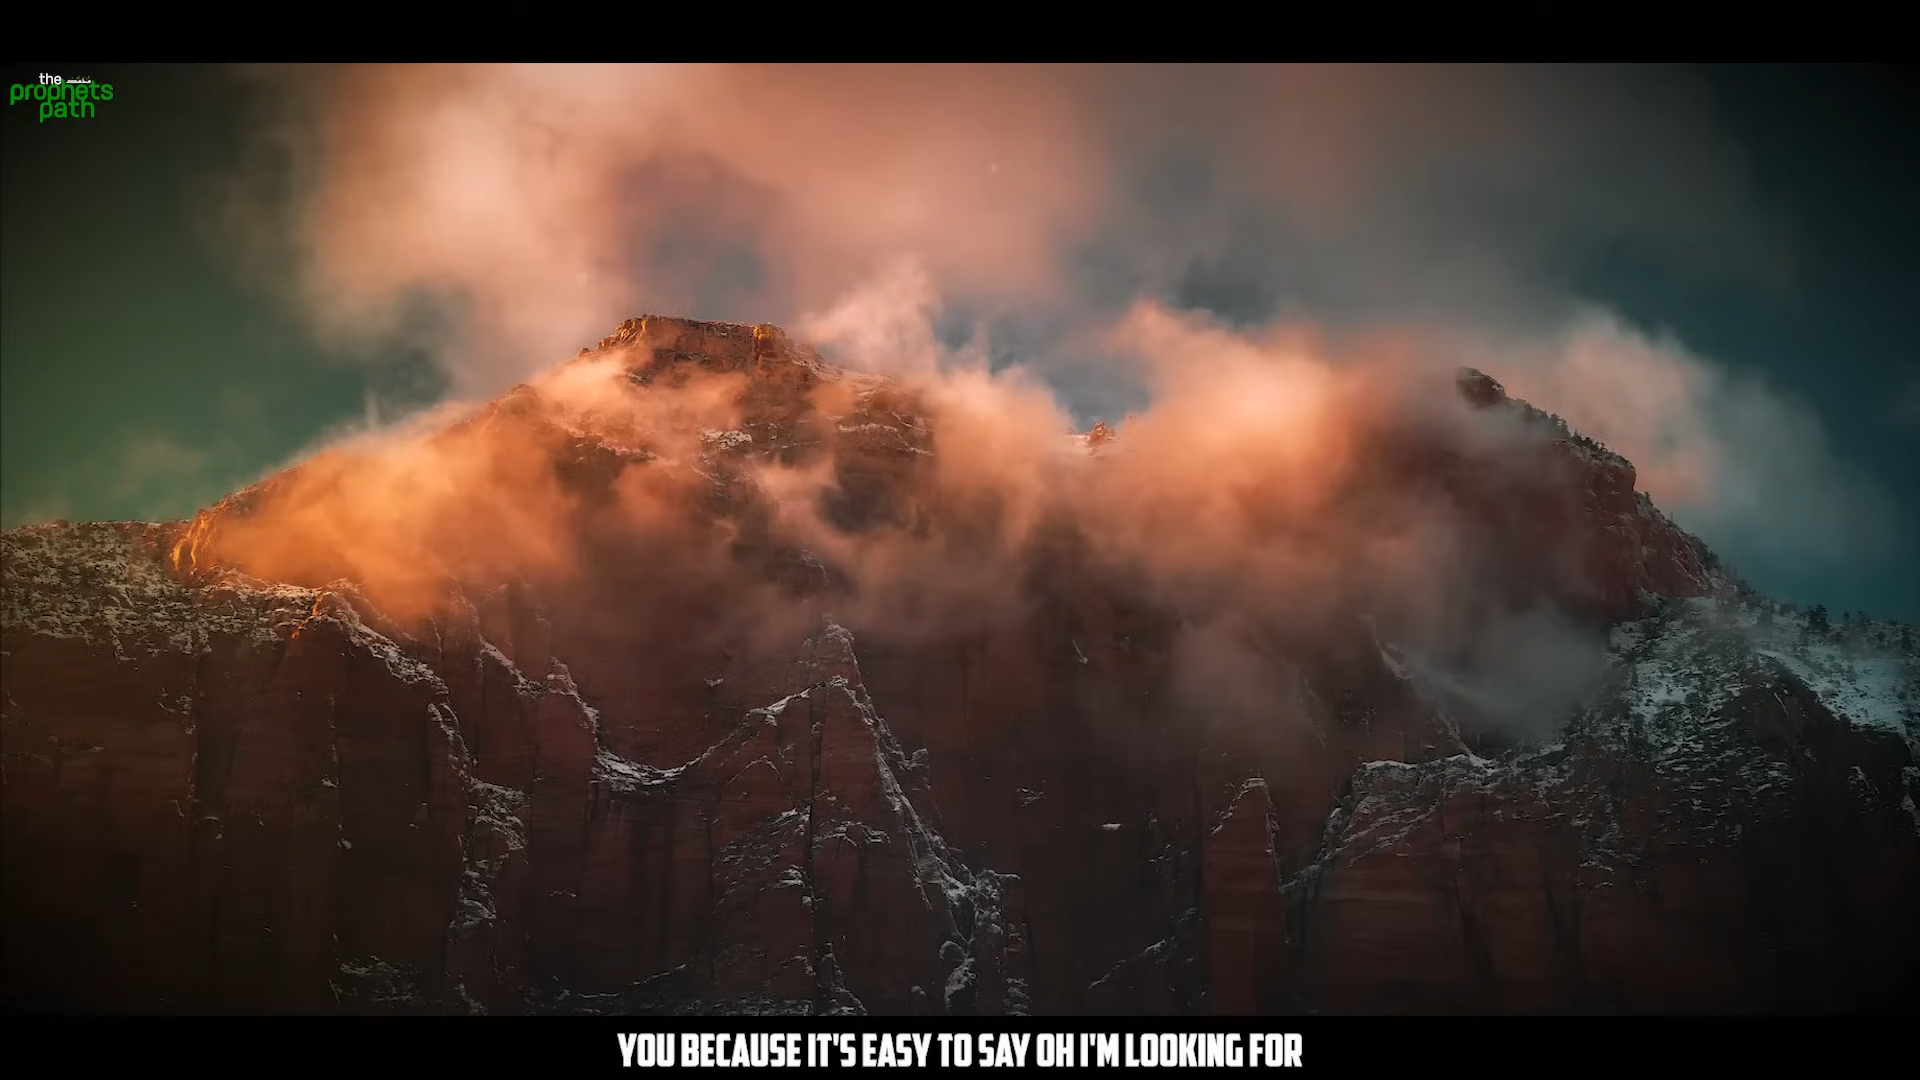 the
prophets
path
YOU BECAUSE IT'S EASY TO SAY OH I'M LOOKING FOR